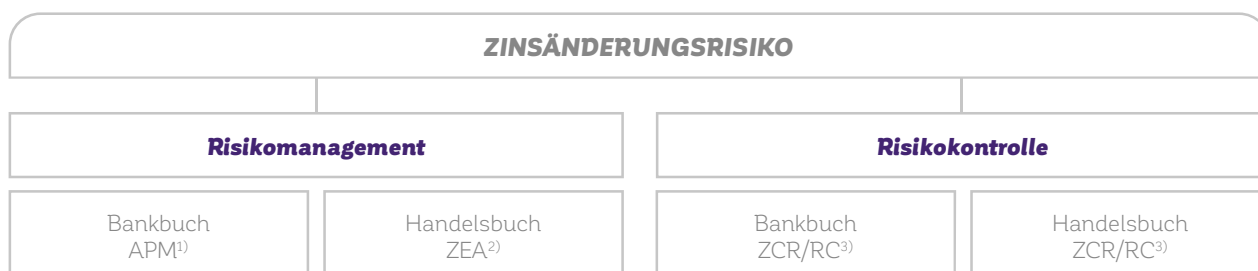 ZINSÄNDERUNGSRISIKO
Risikomanagement
Risikokontrolle
Bankbuch
APM¹⁾
Handelsbuch
ZEA²⁾
Bankbuch
ZCR/RC³⁾
Handelsbuch
ZCR/RC³⁾